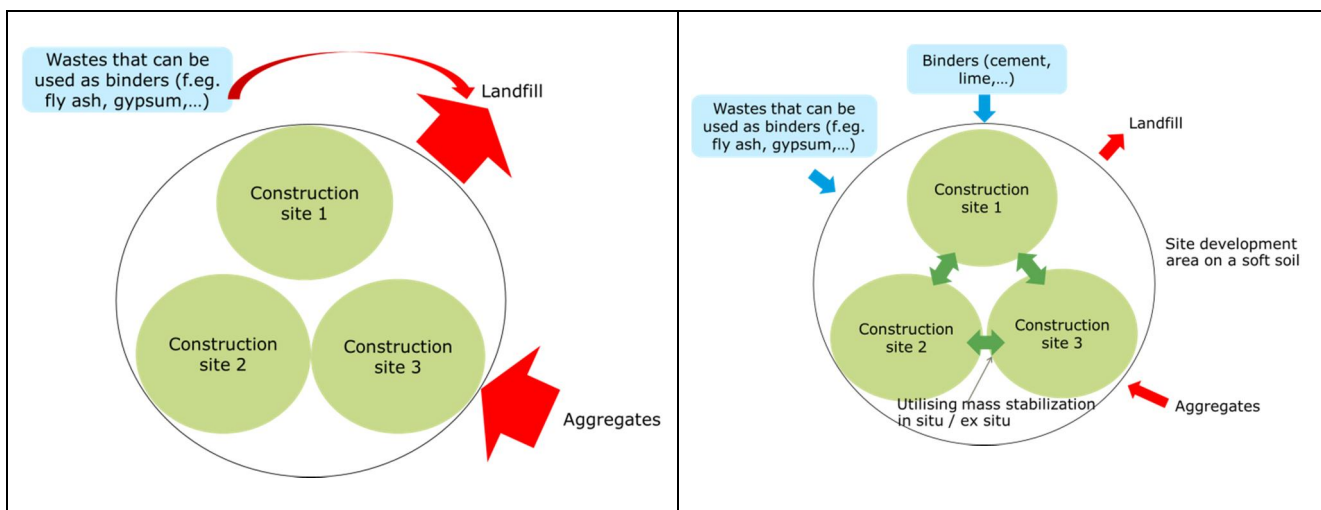 Wastes that can be
used as binders (f.eg.
fly ash, gypsum,...)
Landfill
Construction
site 1
Construction
site 2
Construction
site 3
Aggregates
Binders (cement,
lime,...)
Wastes that can be
used as binders (f.eg.
fly ash, gypsum,...)
Landfill
Construction
site 1
Site development
area on a soft soil
Construction
site 2
Construction
site 3
Utilising mass stabilization
in situ / ex situ
Aggregates